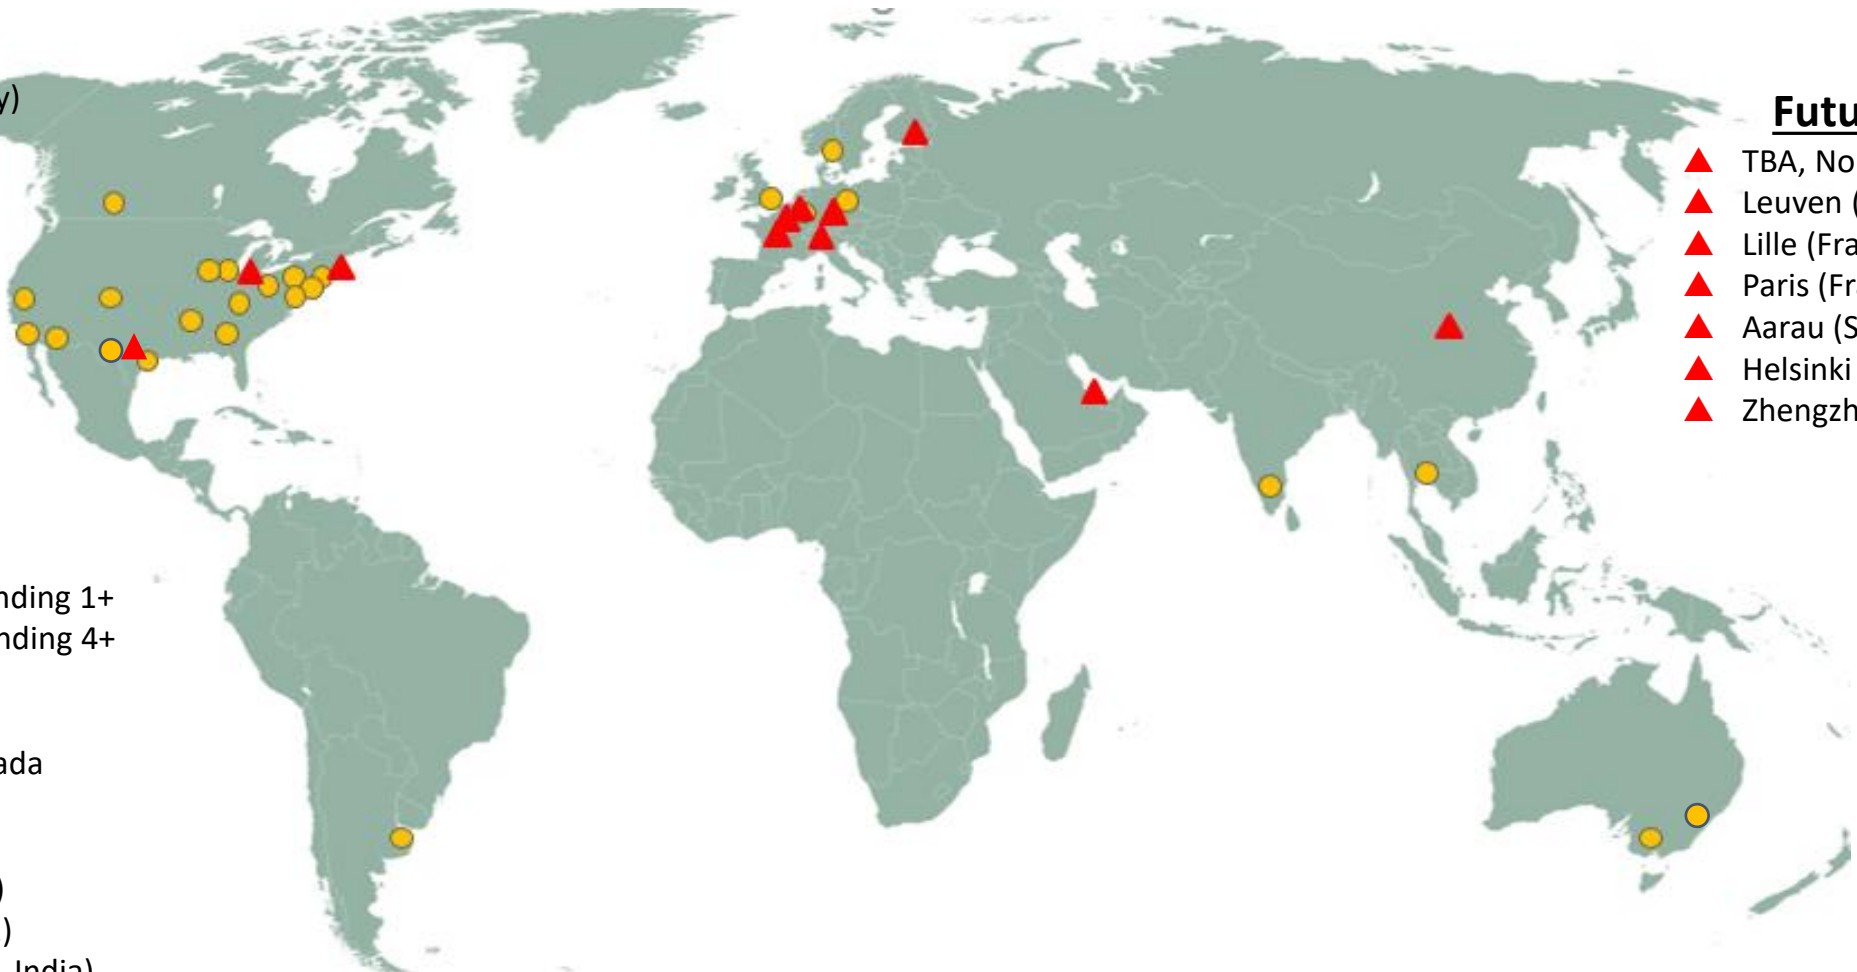 y)
nding 1+
nding 4+
ada
)
)
India)
Futu
TBA, No
Leuven (
Lille (Fra
Paris (Fr
Aarau (S
Helsinki
Zhengzh